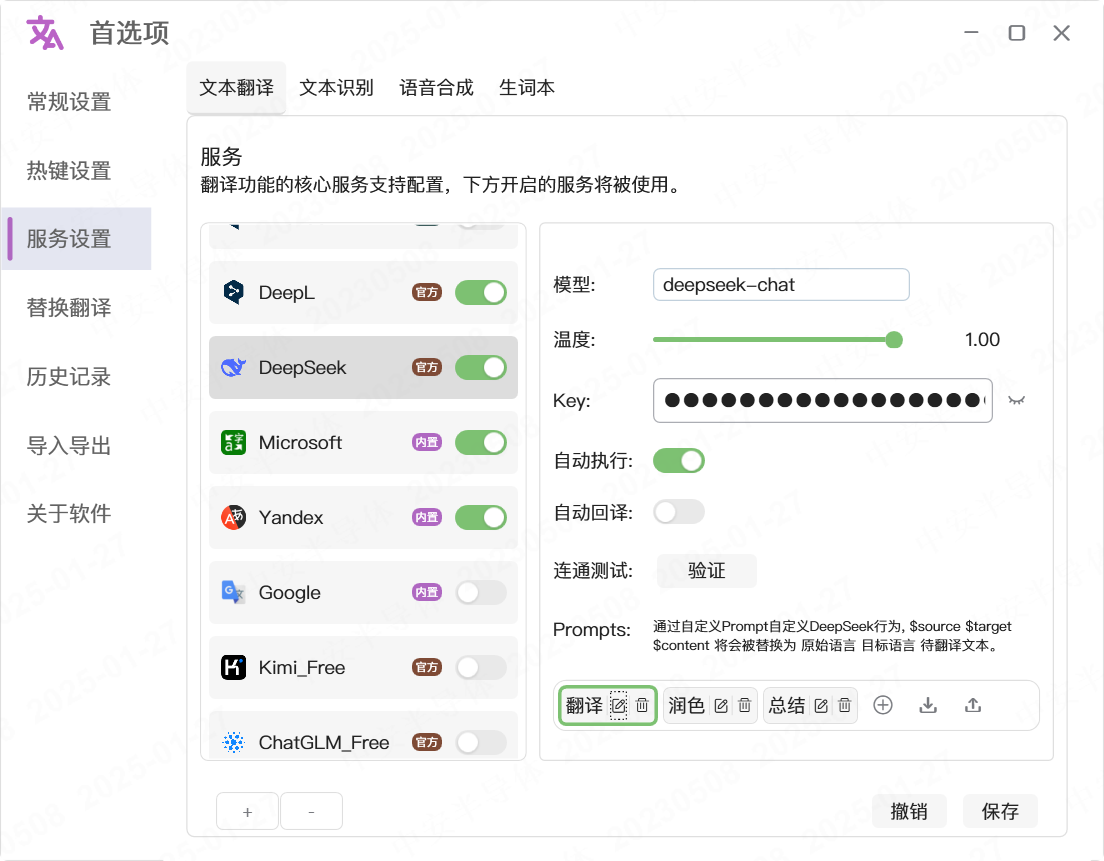 首选项
常规设置
热键设置
服务设置
替换翻译
历史记录
导入导出
关于软件
文本翻译 文本识别 语音合成 生词本
服务
翻译功能的核心服务支持配置，下方开启的服务将被使用。
DeepL 官方
DeepSeek 官方
Microsoft 内置
Yandex 内置
Google 内置
Kimi_Free 官方
ChatGLM_Free 官方
+ -
模型: deepseek-chat
温度: 1.00
Key: ●●●●●●●●●●●●●●●●●
自动执行:
自动回译:
连通测试: 验证
Prompts: 通过自定义Prompt自定义DeepSeek行为, $source $target
$content 将会被替换为 原始语言 目标语言 待翻译文本。
翻译 润色 总结
撤销 保存
中安半导体 20230508 2025-01-27